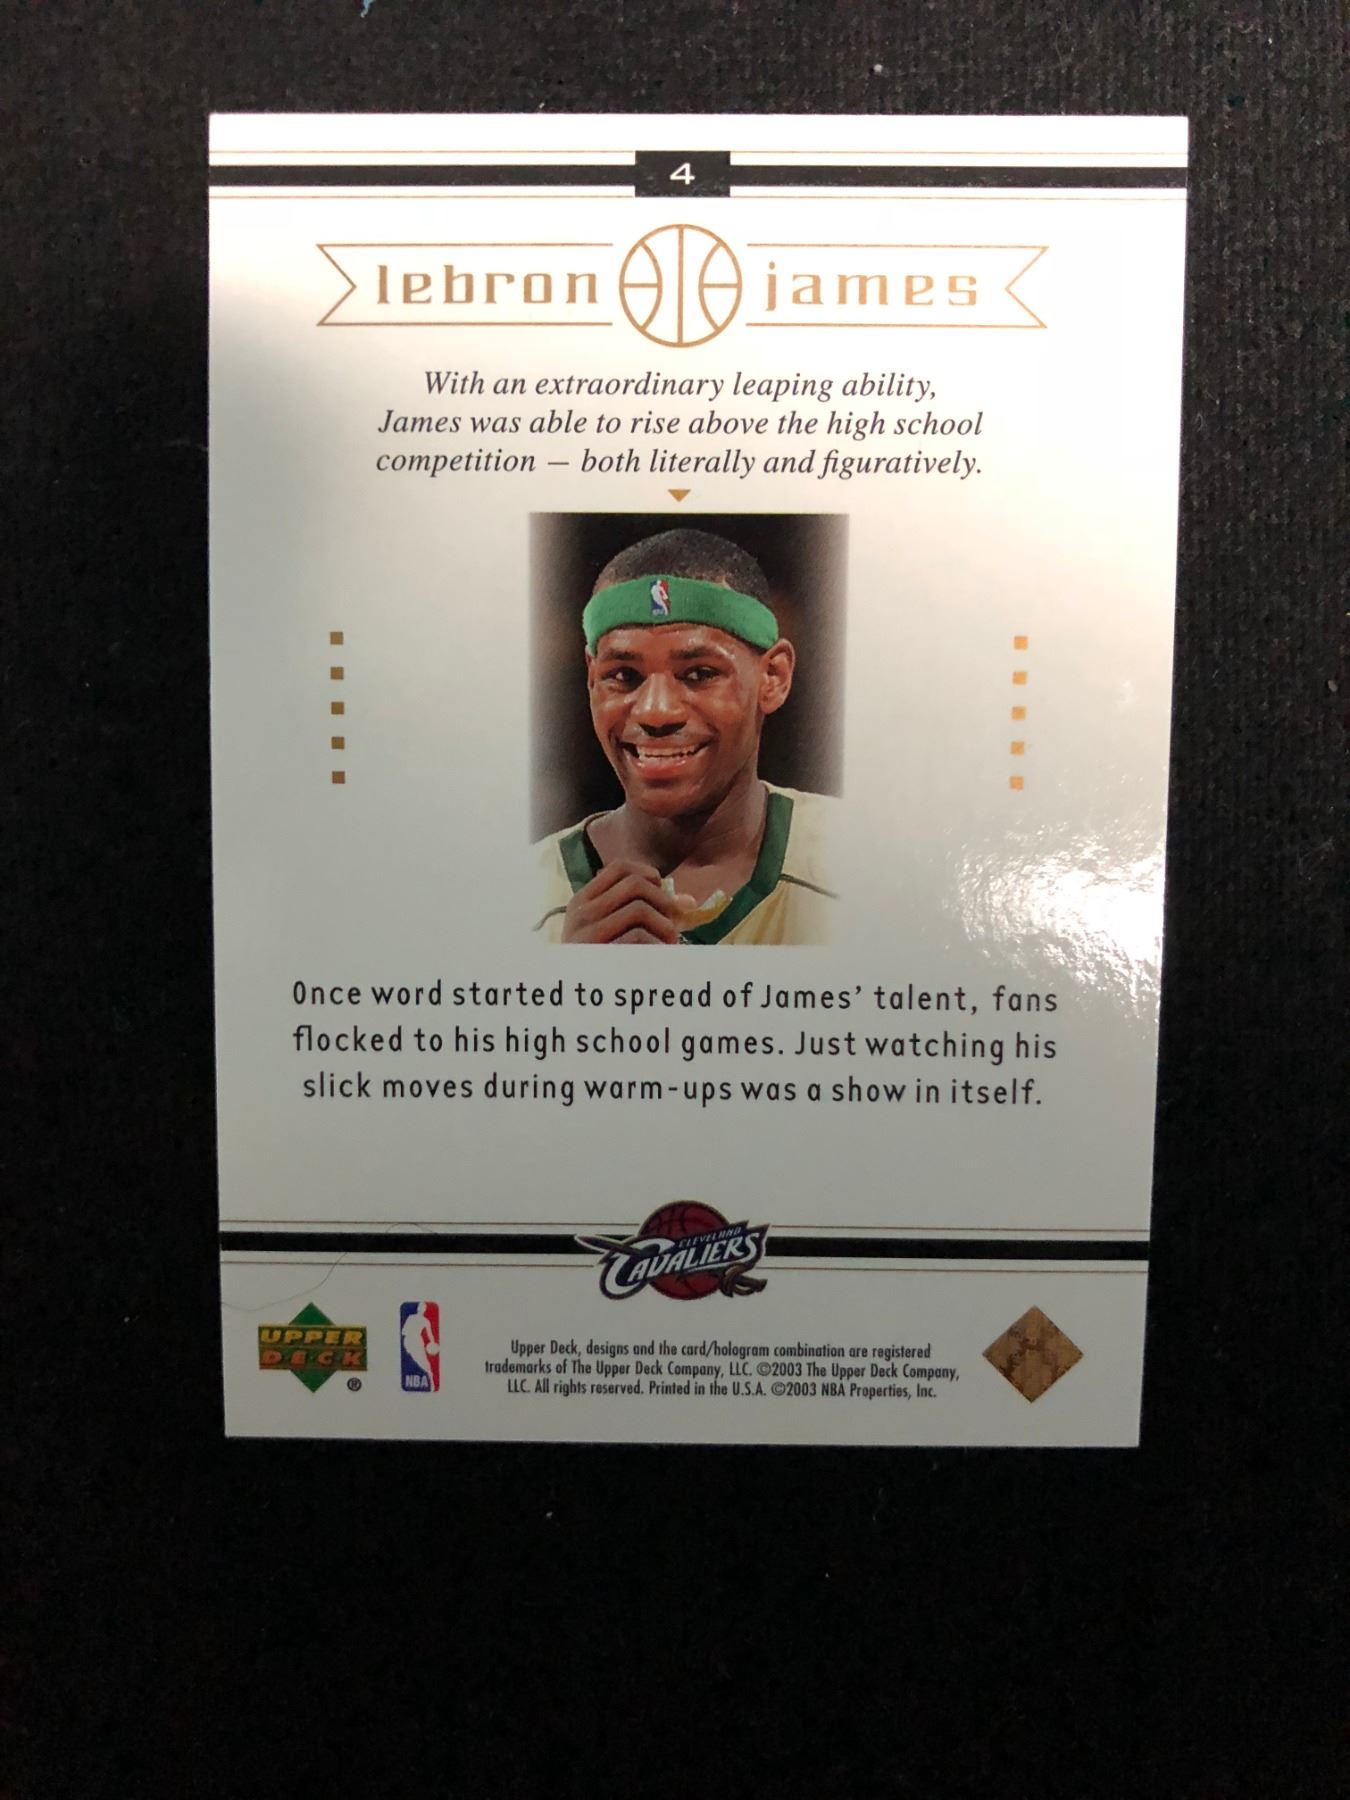 4
lebron james
With an extraordinary leaping ability,
James was able to rise above the high school
competition — both literally and figuratively.
Once word started to spread of James' talent, fans
flocked to his high school games. Just watching his
slick moves during warm-ups was a show in itself.
CLEVELAND
CAVALIERS
UPPER
DECK
®
NBA
Upper Deck, designs and the card/hologram combination are registered
trademarks of The Upper Deck Company, LLC. ©2003 The Upper Deck Company,
LLC. All rights reserved. Printed in the U.S.A. ©2003 NBA Properties, Inc.